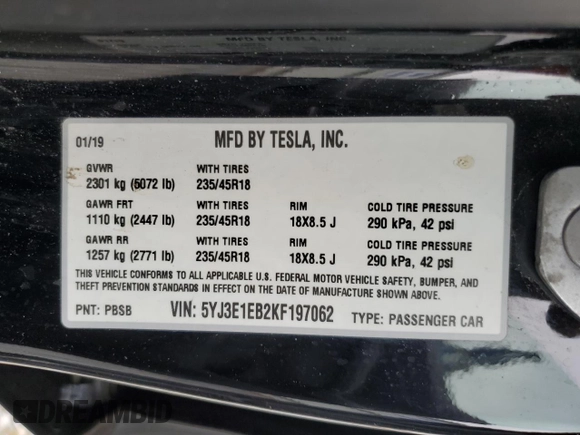 MFD BY TESLA, INC.
01/19 MFD BY TESLA, INC.
GVWR WITH TIRES
2301 kg (5072 lb) 235/45R18
GAWR FRT WITH TIRES RIM COLD TIRE PRESSURE
1110 kg (2447 lb) 235/45R18 18X8.5 J 290 kPa, 42 psi
GAWR RR WITH TIRES RIM COLD TIRE PRESSURE
1257 kg (2771 lb) 235/45R18 18X8.5 J 290 kPa, 42 psi
THIS VEHICLE CONFORMS TO ALL APPLICABLE U.S. FEDERAL MOTOR VEHICLE SAFETY, BUMPER, AND
THEFT PREVENTION STANDARDS IN EFFECT ON THE DATE OF MANUFACTURE SHOWN ABOVE.
PNT: PBSB VIN: 5YJ3E1EB2KF197062 TYPE: PASSENGER CAR
DREAMBID